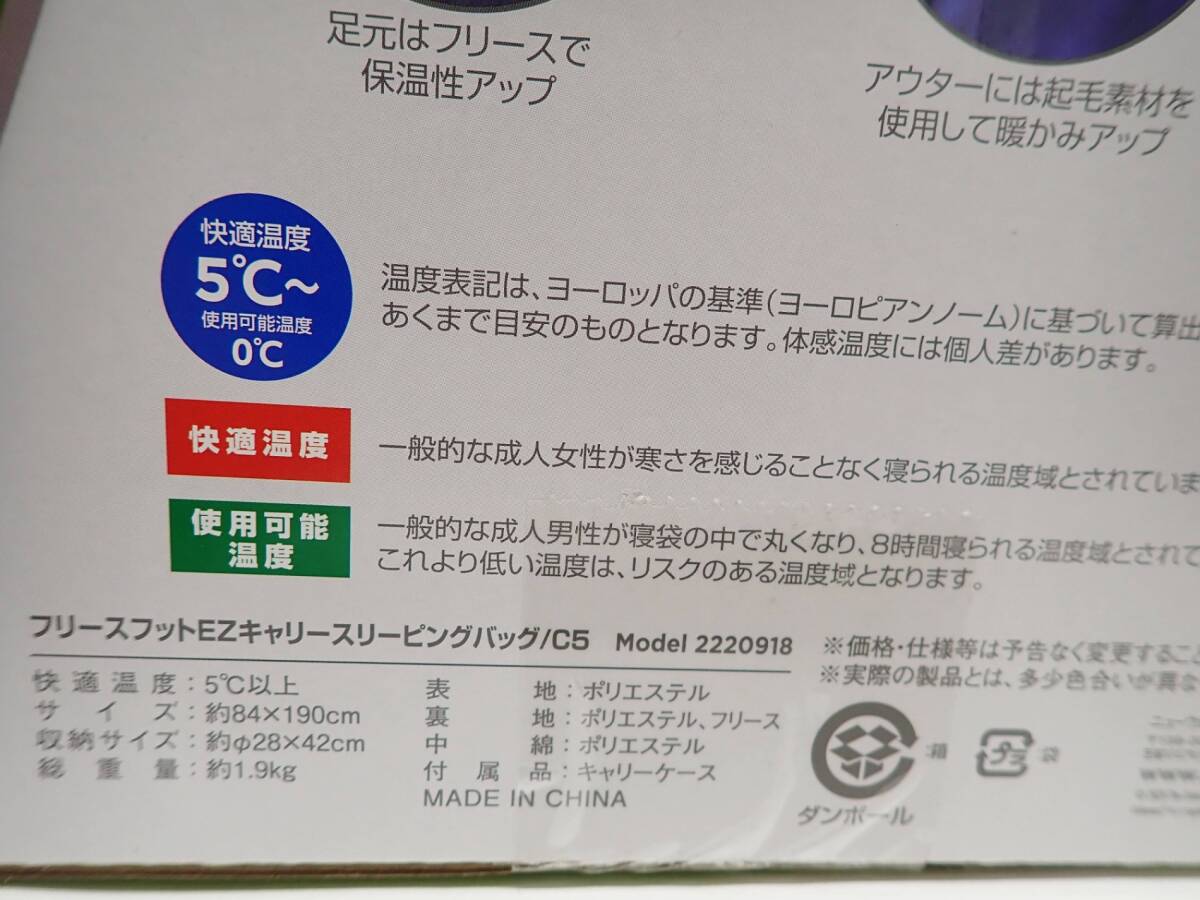 足元はフリースで
保温性アップ
アウターには起毛素材を
使用して暖かみアップ
快適温度
5℃～
使用可能温度
0℃
温度表記は、ヨーロッパの基準(ヨーロピアンノーム)に基づいて算出
あくまで目安のものとなります。体感温度には個人差があります。
快適温度
一般的な成人女性が寒さを感じることなく寝られる温度域とされていま
使用可能
温度
一般的な成人男性が寝袋の中で丸くなり、8時間寝られる温度域とされて
これより低い温度は、リスクのある温度域となります。
フリースフットEZキャリースリーピングバッグ/C5 Model 2220918
快適温度：5℃以上
サイズ：約84×190cm
収納サイズ：約φ28×42cm
総重量：約1.9kg
表地：ポリエステル
裏地：ポリエステル、フリース
中綿：ポリエステル
付属品：キャリーケース
MADE IN CHINA
※価格・仕様等は予告なく変更するこ
※実際の製品とは、多少色合いが異な
：箱
ダンボール
プラ
：袋